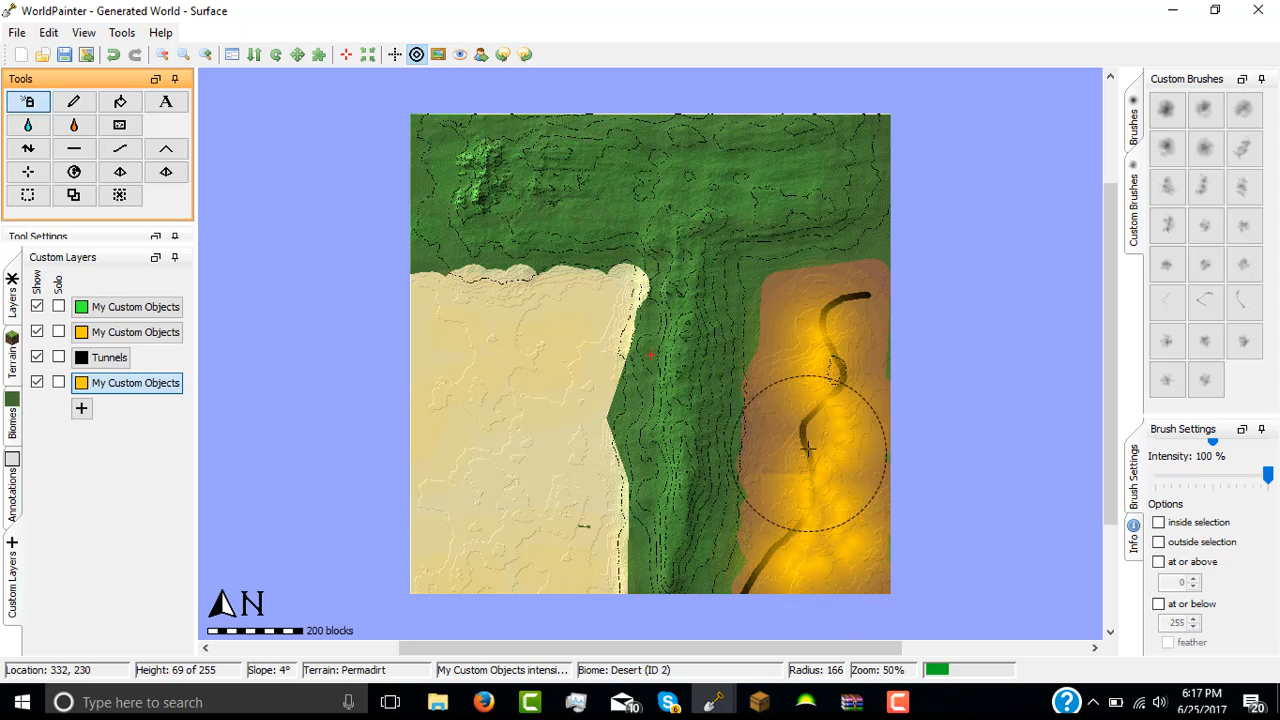 WorldPainter - Generated World - Surface
File Edit View Tools Help
Tools
A
Tool Settings
Custom Layers
Show
Solo
My Custom Objects
My Custom Objects
Tunnels
My Custom Objects
+
Layers
Terrain
Biomes
Annotations
Custom Layers
N
200 blocks
Brushes
Custom Brushes
Custom Brushes
Brush Settings
Info
Brush Settings
Intensity: 100 %
Options
inside selection
outside selection
at or above
0
at or below
255
feather
Location: 332, 230
Height: 69 of 255
Slope: 4°
Terrain: Permadirt
My Custom Objects intensi...
Biome: Desert (ID 2)
Radius: 166
Zoom: 50%
Type here to search
10
6
6:17 PM
6/25/2017
20